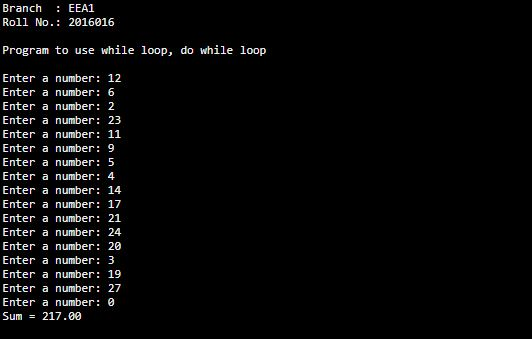 Branch  : EEA1
Roll No.: 2016016
Program to use while loop, do while loop
Enter a number: 12
Enter a number: 6
Enter a number: 2
Enter a number: 23
Enter a number: 11
Enter a number: 9
Enter a number: 5
Enter a number: 4
Enter a number: 14
Enter a number: 17
Enter a number: 21
Enter a number: 24
Enter a number: 20
Enter a number: 3
Enter a number: 19
Enter a number: 27
Enter a number: 0
Sum = 217.00